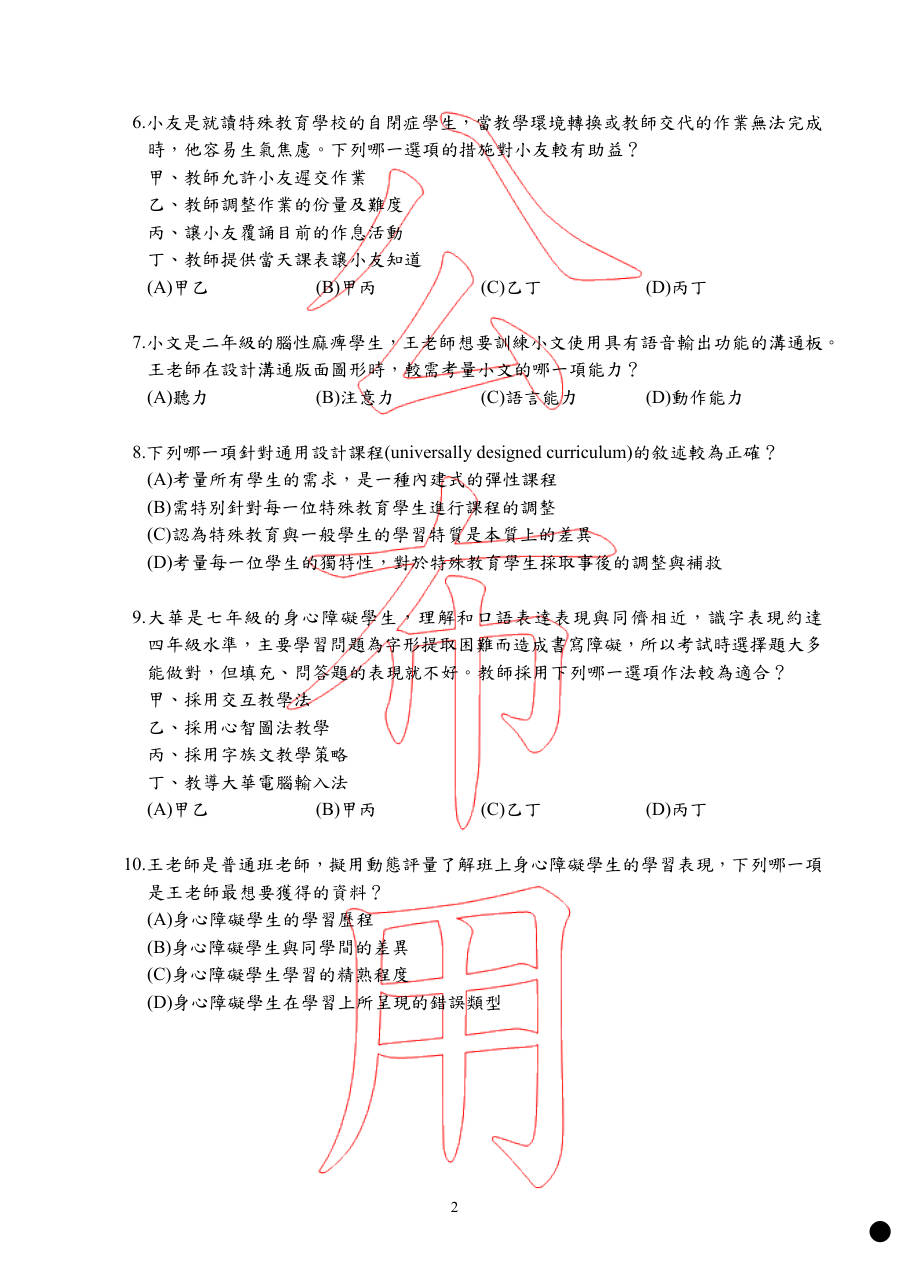 6.小友是就讀特殊教育學校的自閉症學生，當教學環境轉換或教師交代的作業無法完成
時，他容易生氣焦慮。下列哪一選項的措施對小友較有助益？
甲、教師允許小友遲交作業
乙、教師調整作業的份量及難度
丙、讓小友覆誦目前的作息活動
丁、教師提供當天課表讓小友知道
(A)甲乙 (B)甲丙 (C)乙丁 (D)丙丁
7.小文是二年級的腦性麻痺學生，王老師想要訓練小文使用具有語音輸出功能的溝通板。
王老師在設計溝通版面圖形時，較需考量小文的哪一項能力？
(A)聽力 (B)注意力 (C)語言能力 (D)動作能力
8.下列哪一項針對通用設計課程(universally designed curriculum)的敘述較為正確？
(A)考量所有學生的需求，是一種內建式的彈性課程
(B)需特別針對每一位特殊教育學生進行課程的調整
(C)認為特殊教育與一般學生的學習特質是本質上的差異
(D)考量每一位學生的獨特性，對於特殊教育學生採取事後的調整與補救
9.大華是七年級的身心障礙學生，理解和口語表達表現與同儕相近，識字表現約達
四年級水準，主要學習問題為字形提取困難而造成書寫障礙，所以考試時選擇題大多
能做對，但填充、問答題的表現就不好。教師採用下列哪一選項作法較為適合？
甲、採用交互教學法
乙、採用心智圖法教學
丙、採用字族文教學策略
丁、教導大華電腦輸入法
(A)甲乙 (B)甲丙 (C)乙丁 (D)丙丁
10.王老師是普通班老師，擬用動態評量了解班上身心障礙學生的學習表現，下列哪一項
是王老師最想要獲得的資料？
(A)身心障礙學生的學習歷程
(B)身心障礙學生與同學間的差異
(C)身心障礙學生學習的精熟程度
(D)身心障礙學生在學習上所呈現的錯誤類型
公布用
2